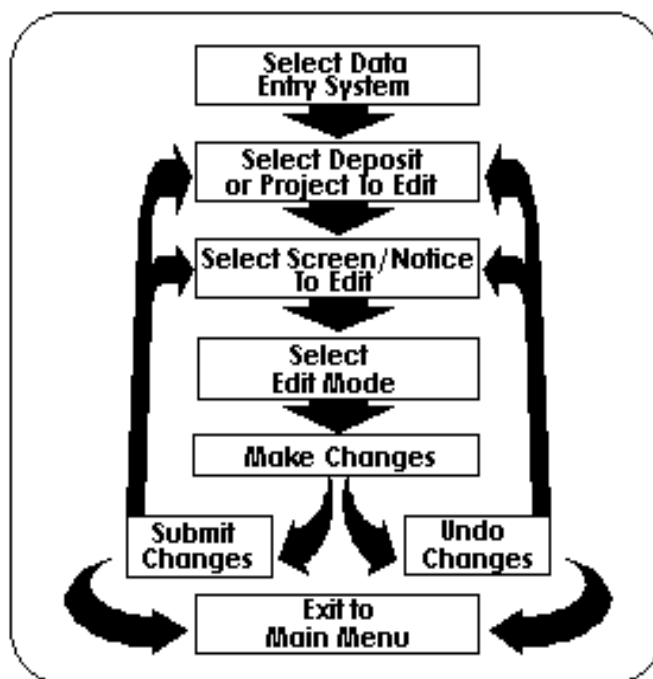 Select Data
Entry System
Select Deposit
or Project To Edit
Select Screen/Notice
To Edit
Select
Edit Mode
Make Changes
Submit
Changes
Undo
Changes
Exit to
Main Menu